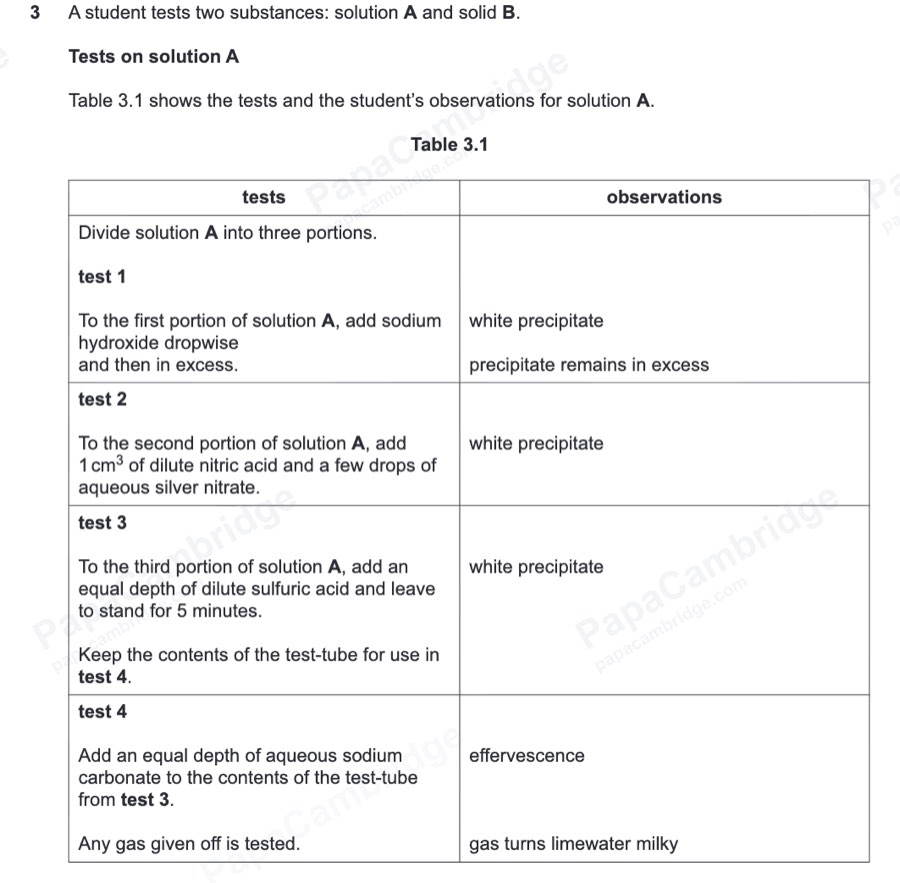 3 A student tests two substances: solution A and solid B.
Tests on solution A
Table 3.1 shows the tests and the student's observations for solution A.
Table 3.1
tests observations
Divide solution A into three portions.
test 1
To the first portion of solution A, add sodium white precipitate
hydroxide dropwise
and then in excess. precipitate remains in excess
test 2
To the second portion of solution A, add white precipitate
1 cm³ of dilute nitric acid and a few drops of
aqueous silver nitrate.
test 3
To the third portion of solution A, add an white precipitate
equal depth of dilute sulfuric acid and leave
to stand for 5 minutes.
Keep the contents of the test-tube for use in
test 4.
test 4
Add an equal depth of aqueous sodium effervescence
carbonate to the contents of the test-tube
from test 3.
Any gas given off is tested. gas turns limewater milky
PapaCambridge
papacambridge.com